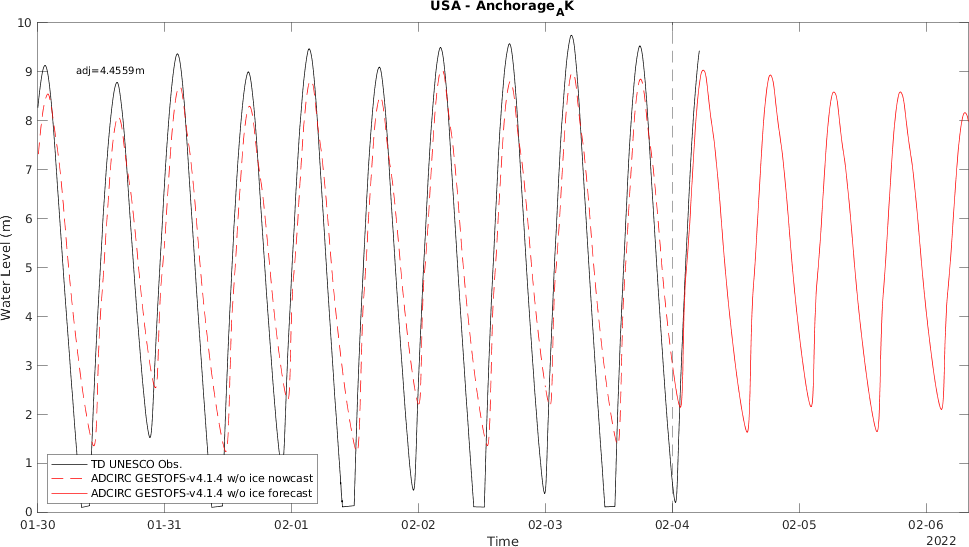 USA - Anchorage AK
adj=4.4559m
10
9
8
7
6
5
4
3
2
1
0
Water Level (m)
TD UNESCO Obs.
ADCIRC GESTOFS-v4.1.4 w/o ice nowcast
ADCIRC GESTOFS-v4.1.4 w/o ice forecast
01-30 01-31 02-01 02-02 02-03 02-04 02-05 02-06
Time
2022